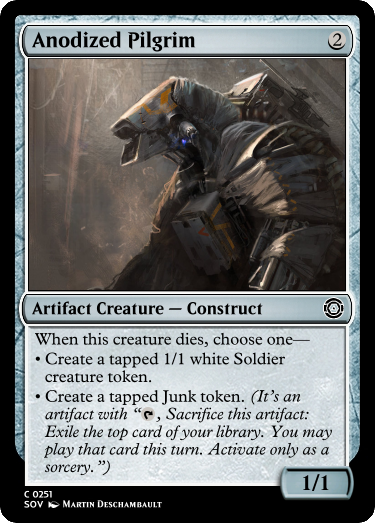 Anodized Pilgrim 2
Artifact Creature — Construct
When this creature dies, choose one—
• Create a tapped 1/1 white Soldier
creature token.
• Create a tapped Junk token. (It's an
artifact with “, Sacrifice this artifact:
Exile the top card of your library. You may
play that card this turn. Activate only as a
sorcery.”)
1/1
C 0251
SOV Martin Deschambault